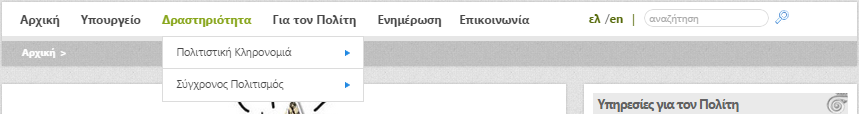 Αρχική Υπουργείο Δραστηριότητα Για τον Πολίτη Ενημέρωση Επικοινωνία ελ /en | αναζήτηση
Αρχική >
Πολιτιστική Κληρονομιά
Σύγχρονος Πολιτισμός
Υπηρεσίες για τον Πολίτη